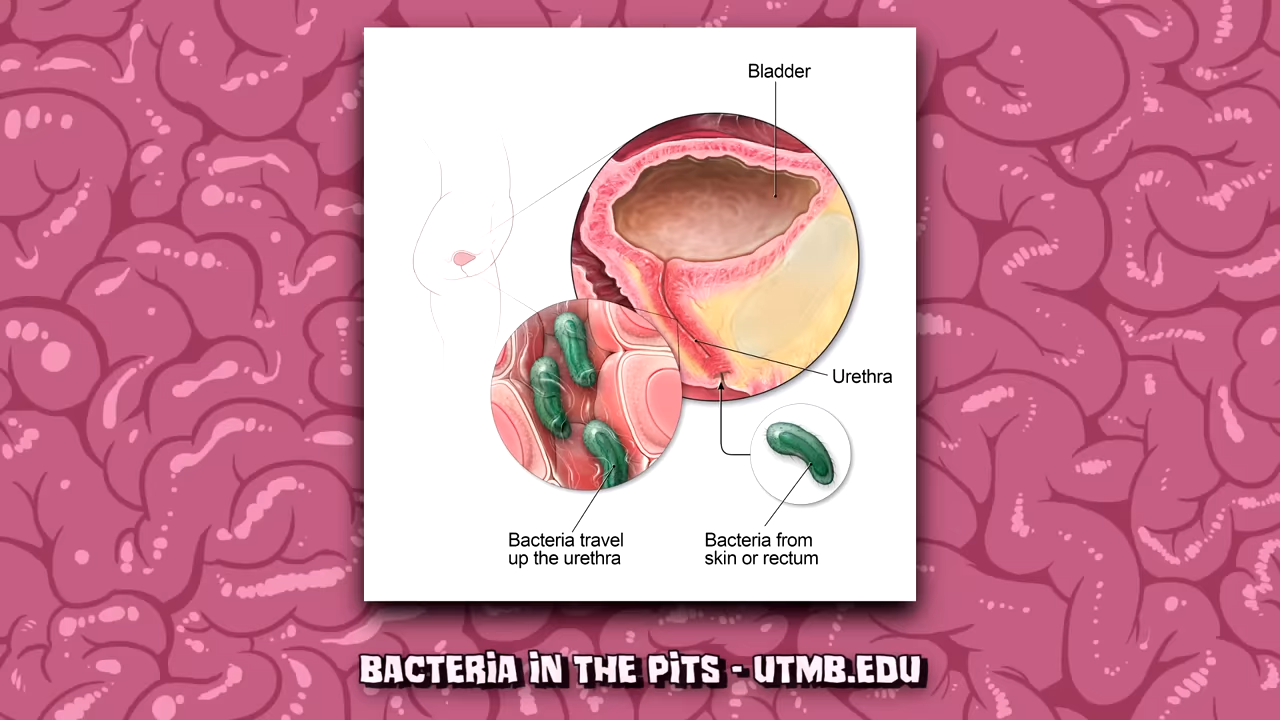 Bladder
Urethra
Bacteria travel
up the urethra
Bacteria from
skin or rectum
BACTERIA IN THE PITS - UTMB.EDU